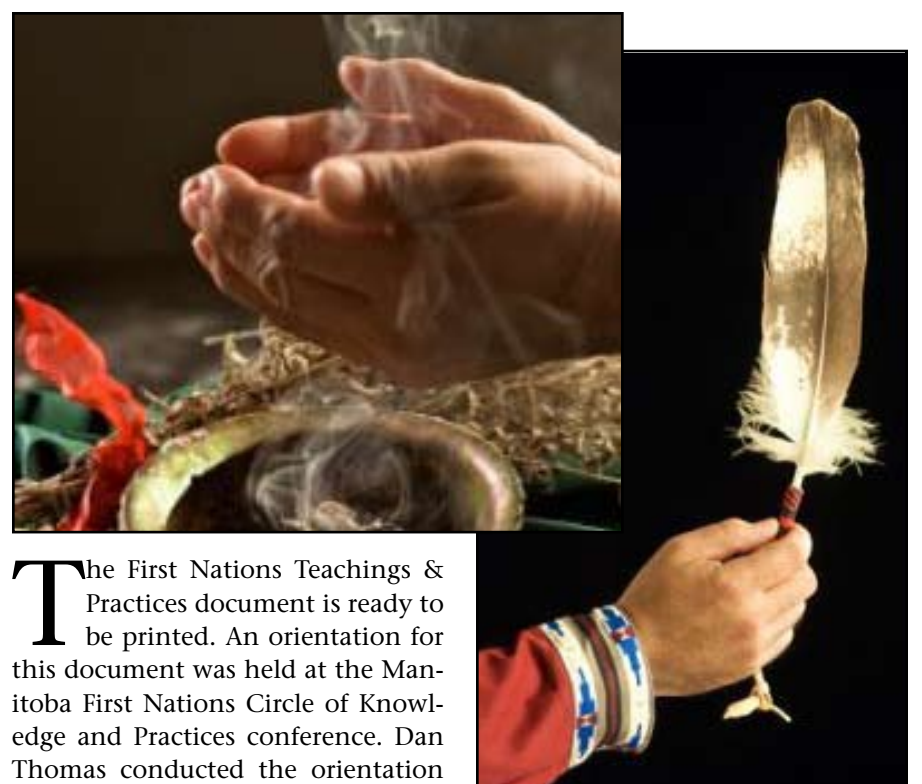 The First Nations Teachings &
Practices document is ready to
be printed. An orientation for
this document was held at the Man-
itoba First Nations Circle of Knowl-
edge and Practices conference. Dan
Thomas conducted the orientation